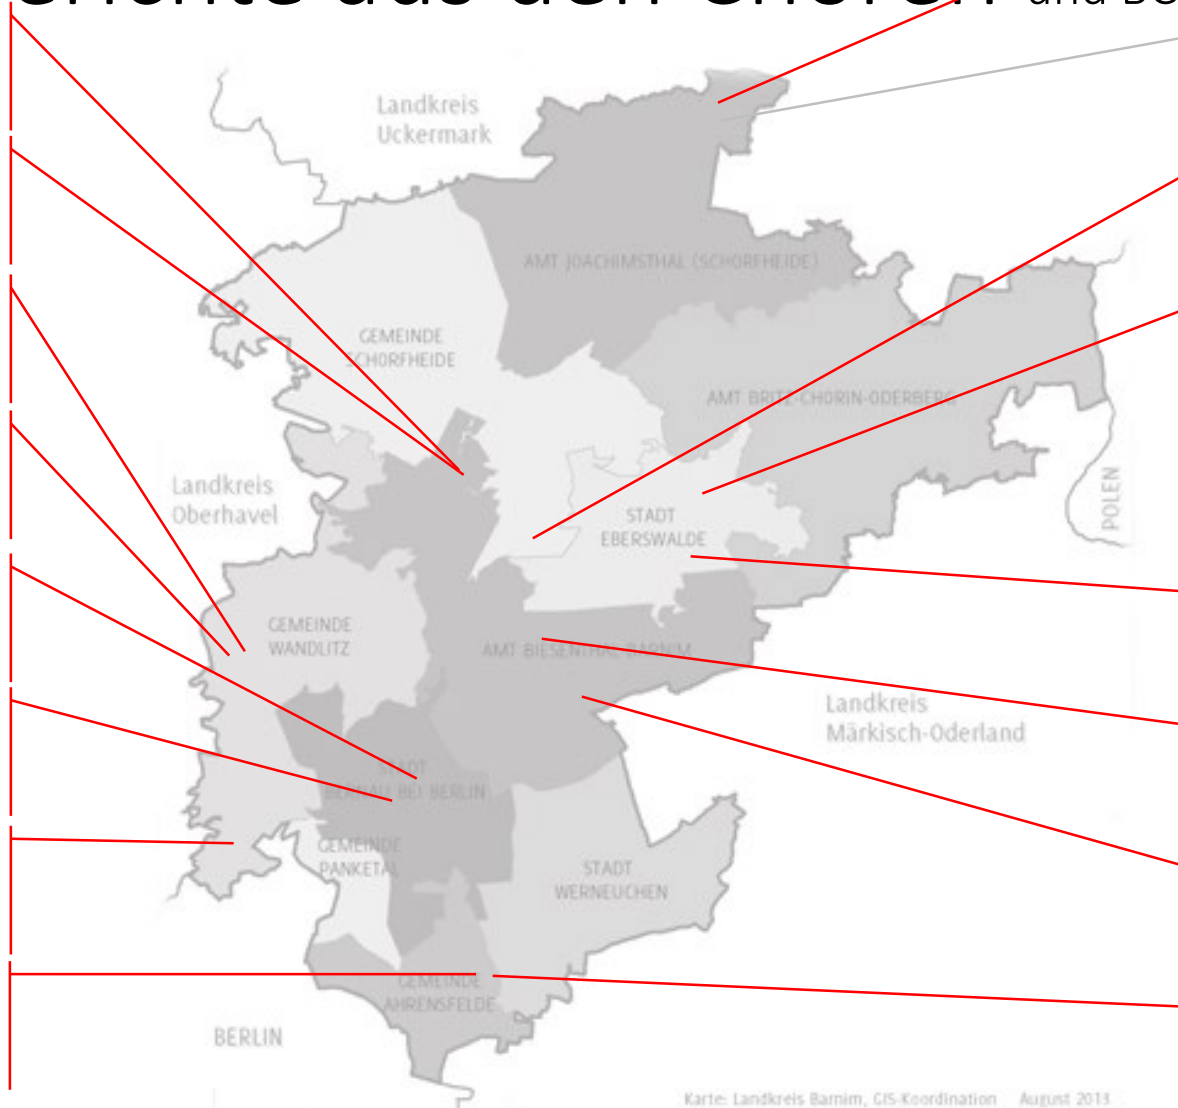 aus den
und
Landkreis
Uckermark
AMT JOACHIMSTHAL (SCHORFHEIDE)
GEMEINDE
SCHORFHEIDE
AMT BRITZ-CHORIN-ODERBERG
Landkreis
Oberhavel
POLEN
STADT
EBERSWALDE
GEMEINDE
WANDLITZ
AMT BIESENTHAL-BARNIM
Landkreis
Märkisch-Oderland
STADT
BERNAU BEI BERLIN
GEMEINDE
PANKETAL
STADT
WERNEUCHEN
GEMEINDE
AHRENSFELDE
BERLIN
Karte: Landkreis Barnim, GIS-Koordination August 2013